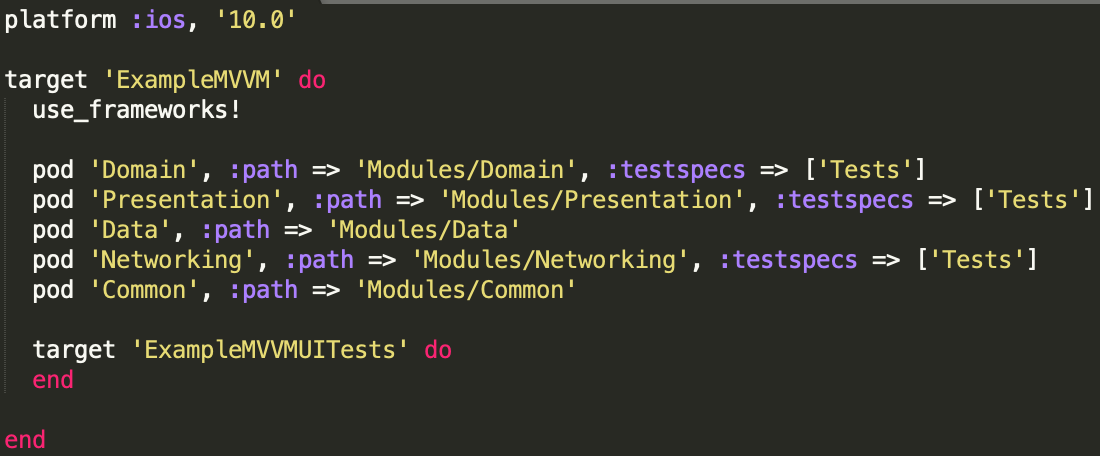 platform :ios, '10.0'
target 'ExampleMVVM' do
use_frameworks!
pod 'Domain', :path => 'Modules/Domain', :testspecs => ['Tests']
pod 'Presentation', :path => 'Modules/Presentation', :testspecs => ['Tests']
pod 'Data', :path => 'Modules/Data'
pod 'Networking', :path => 'Modules/Networking', :testspecs => ['Tests']
pod 'Common', :path => 'Modules/Common'
target 'ExampleMVVMUITests' do
end
end